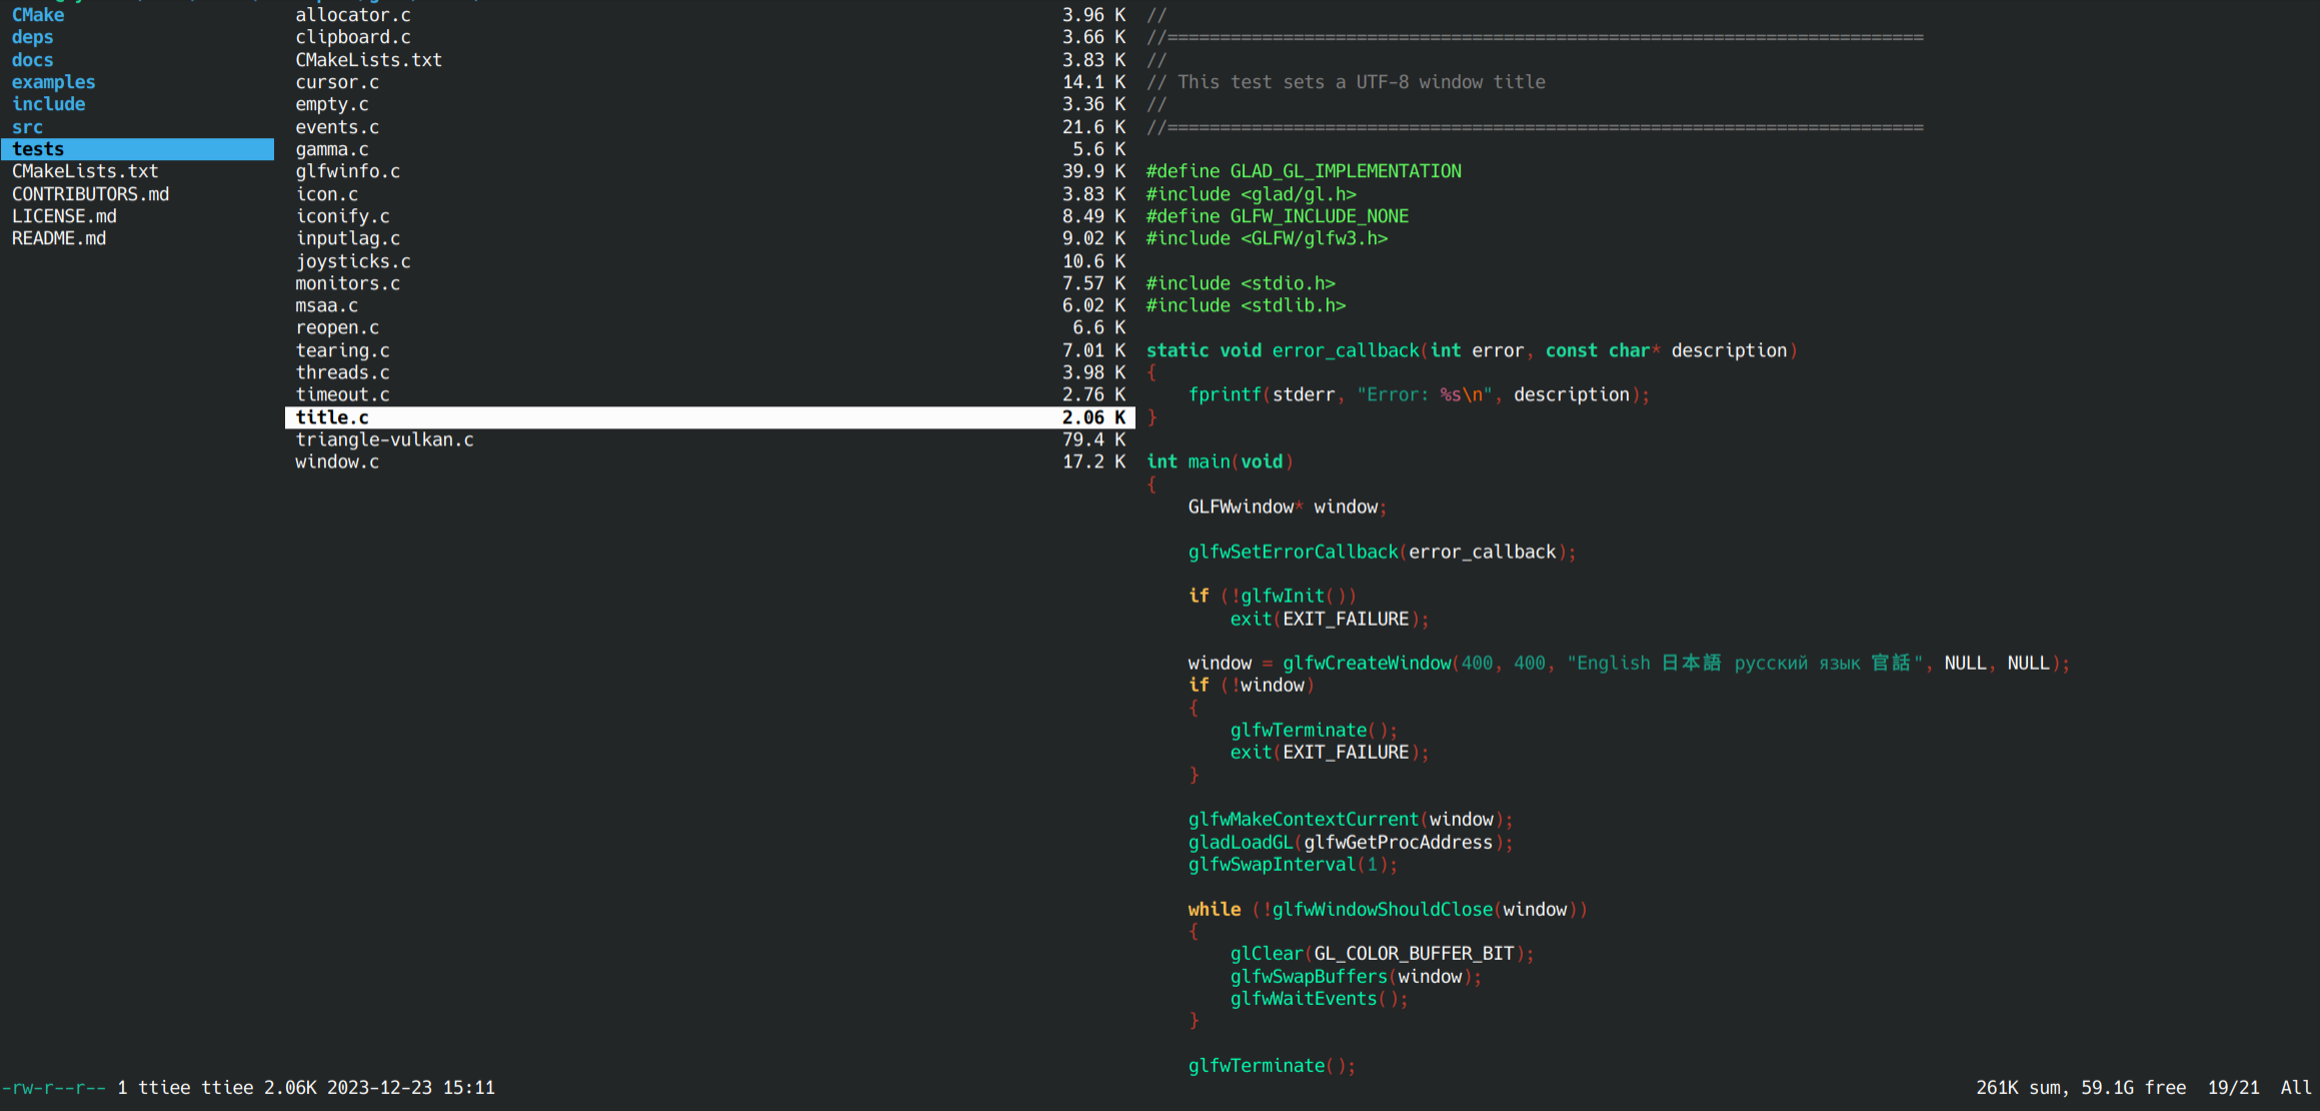 CMake
deps
docs
examples
include
src
tests
CMakeLists.txt
CONTRIBUTORS.md
LICENSE.md
README.md
allocator.c 3.96 K
clipboard.c 3.66 K
CMakeLists.txt 3.83 K
cursor.c 14.1 K
empty.c 3.36 K
events.c 21.6 K
gamma.c 5.6 K
glfwinfo.c 39.9 K
icon.c 3.83 K
iconify.c 8.49 K
inputlag.c 9.02 K
joysticks.c 10.6 K
monitors.c 7.57 K
msaa.c 6.02 K
reopen.c 6.6 K
tearing.c 7.01 K
threads.c 3.98 K
timeout.c 2.76 K
title.c 2.06 K
triangle-vulkan.c 79.4 K
window.c 17.2 K
//
//========================================================================
//
// This test sets a UTF-8 window title
//
//========================================================================
#define GLAD_GL_IMPLEMENTATION
#include <glad/gl.h>
#define GLFW_INCLUDE_NONE
#include <GLFW/glfw3.h>
#include <stdio.h>
#include <stdlib.h>
static void error_callback(int error, const char* description)
{
fprintf(stderr, "Error: %s\n", description);
}
int main(void)
{
GLFWwindow* window;
glfwSetErrorCallback(error_callback);
if (!glfwInit())
exit(EXIT_FAILURE);
window = glfwCreateWindow(400, 400, "English 日本語 русский язык 官話", NULL, NULL);
if (!window)
{
glfwTerminate();
exit(EXIT_FAILURE);
}
glfwMakeContextCurrent(window);
gladLoadGL(glfwGetProcAddress);
glfwSwapInterval(1);
while (!glfwWindowShouldClose(window))
{
glClear(GL_COLOR_BUFFER_BIT);
glfwSwapBuffers(window);
glfwWaitEvents();
}
glfwTerminate();
-rw-r--r-- 1 ttiee ttiee 2.06K 2023-12-23 15:11
261K sum, 59.1G free 19/21 All